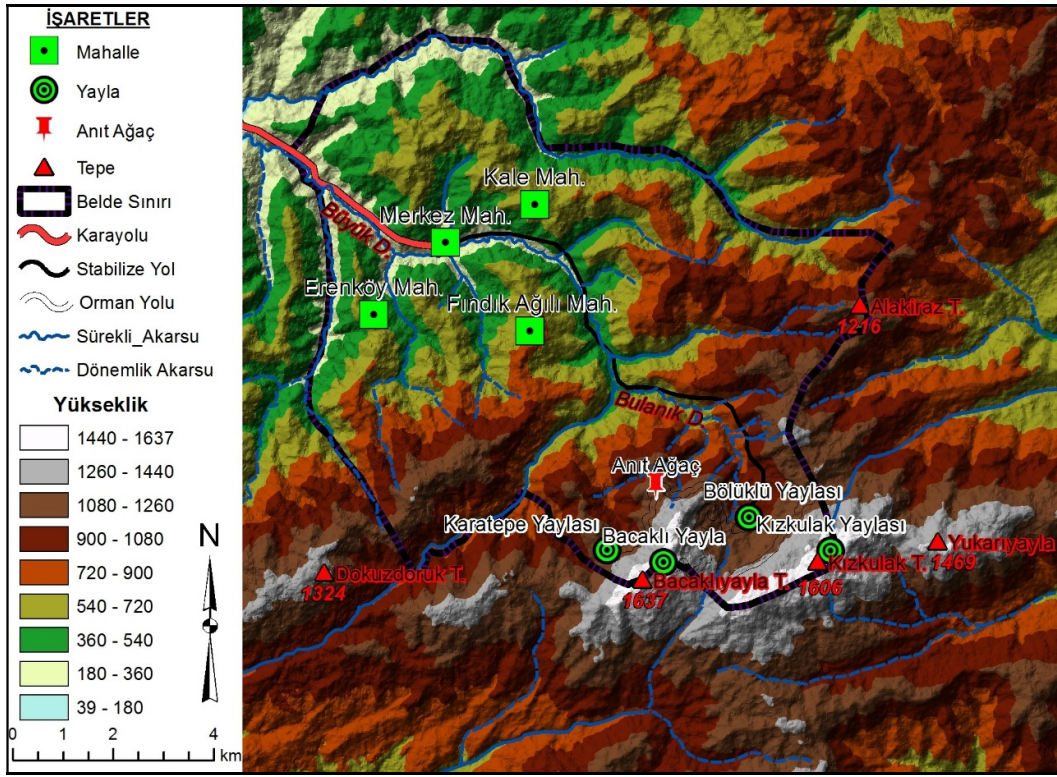 İŞARETLER
Mahalle
Yayla
Anıt Ağaç
Tepe
Belde Sınırı
Karayolu
Stabilize Yol
Orman Yolu
Sürekli_Akarsu
Dönemlik Akarsu
Yükseklik
1440 - 1637
1260 - 1440
1080 - 1260
900 - 1080
720 - 900
540 - 720
360 - 540
180 - 360
39 - 180
N
0 1 2 4
km
Kale Mah.
Merkez Mah.
Büyük D.
Erenköy Mah.
Fındık Ağılı Mah.
Alakiraz T.
1216
Bulanık D.
Anıt Ağaç
Bölüklü Yaylası
Karatepe Yaylası
Bacaklı Yayla
Kızkulak Yaylası
Yukarıyayla
1469
Dokuzdoruk T.
1324
Bacaklıyayla T.
1637
Kızkulak T.
1606